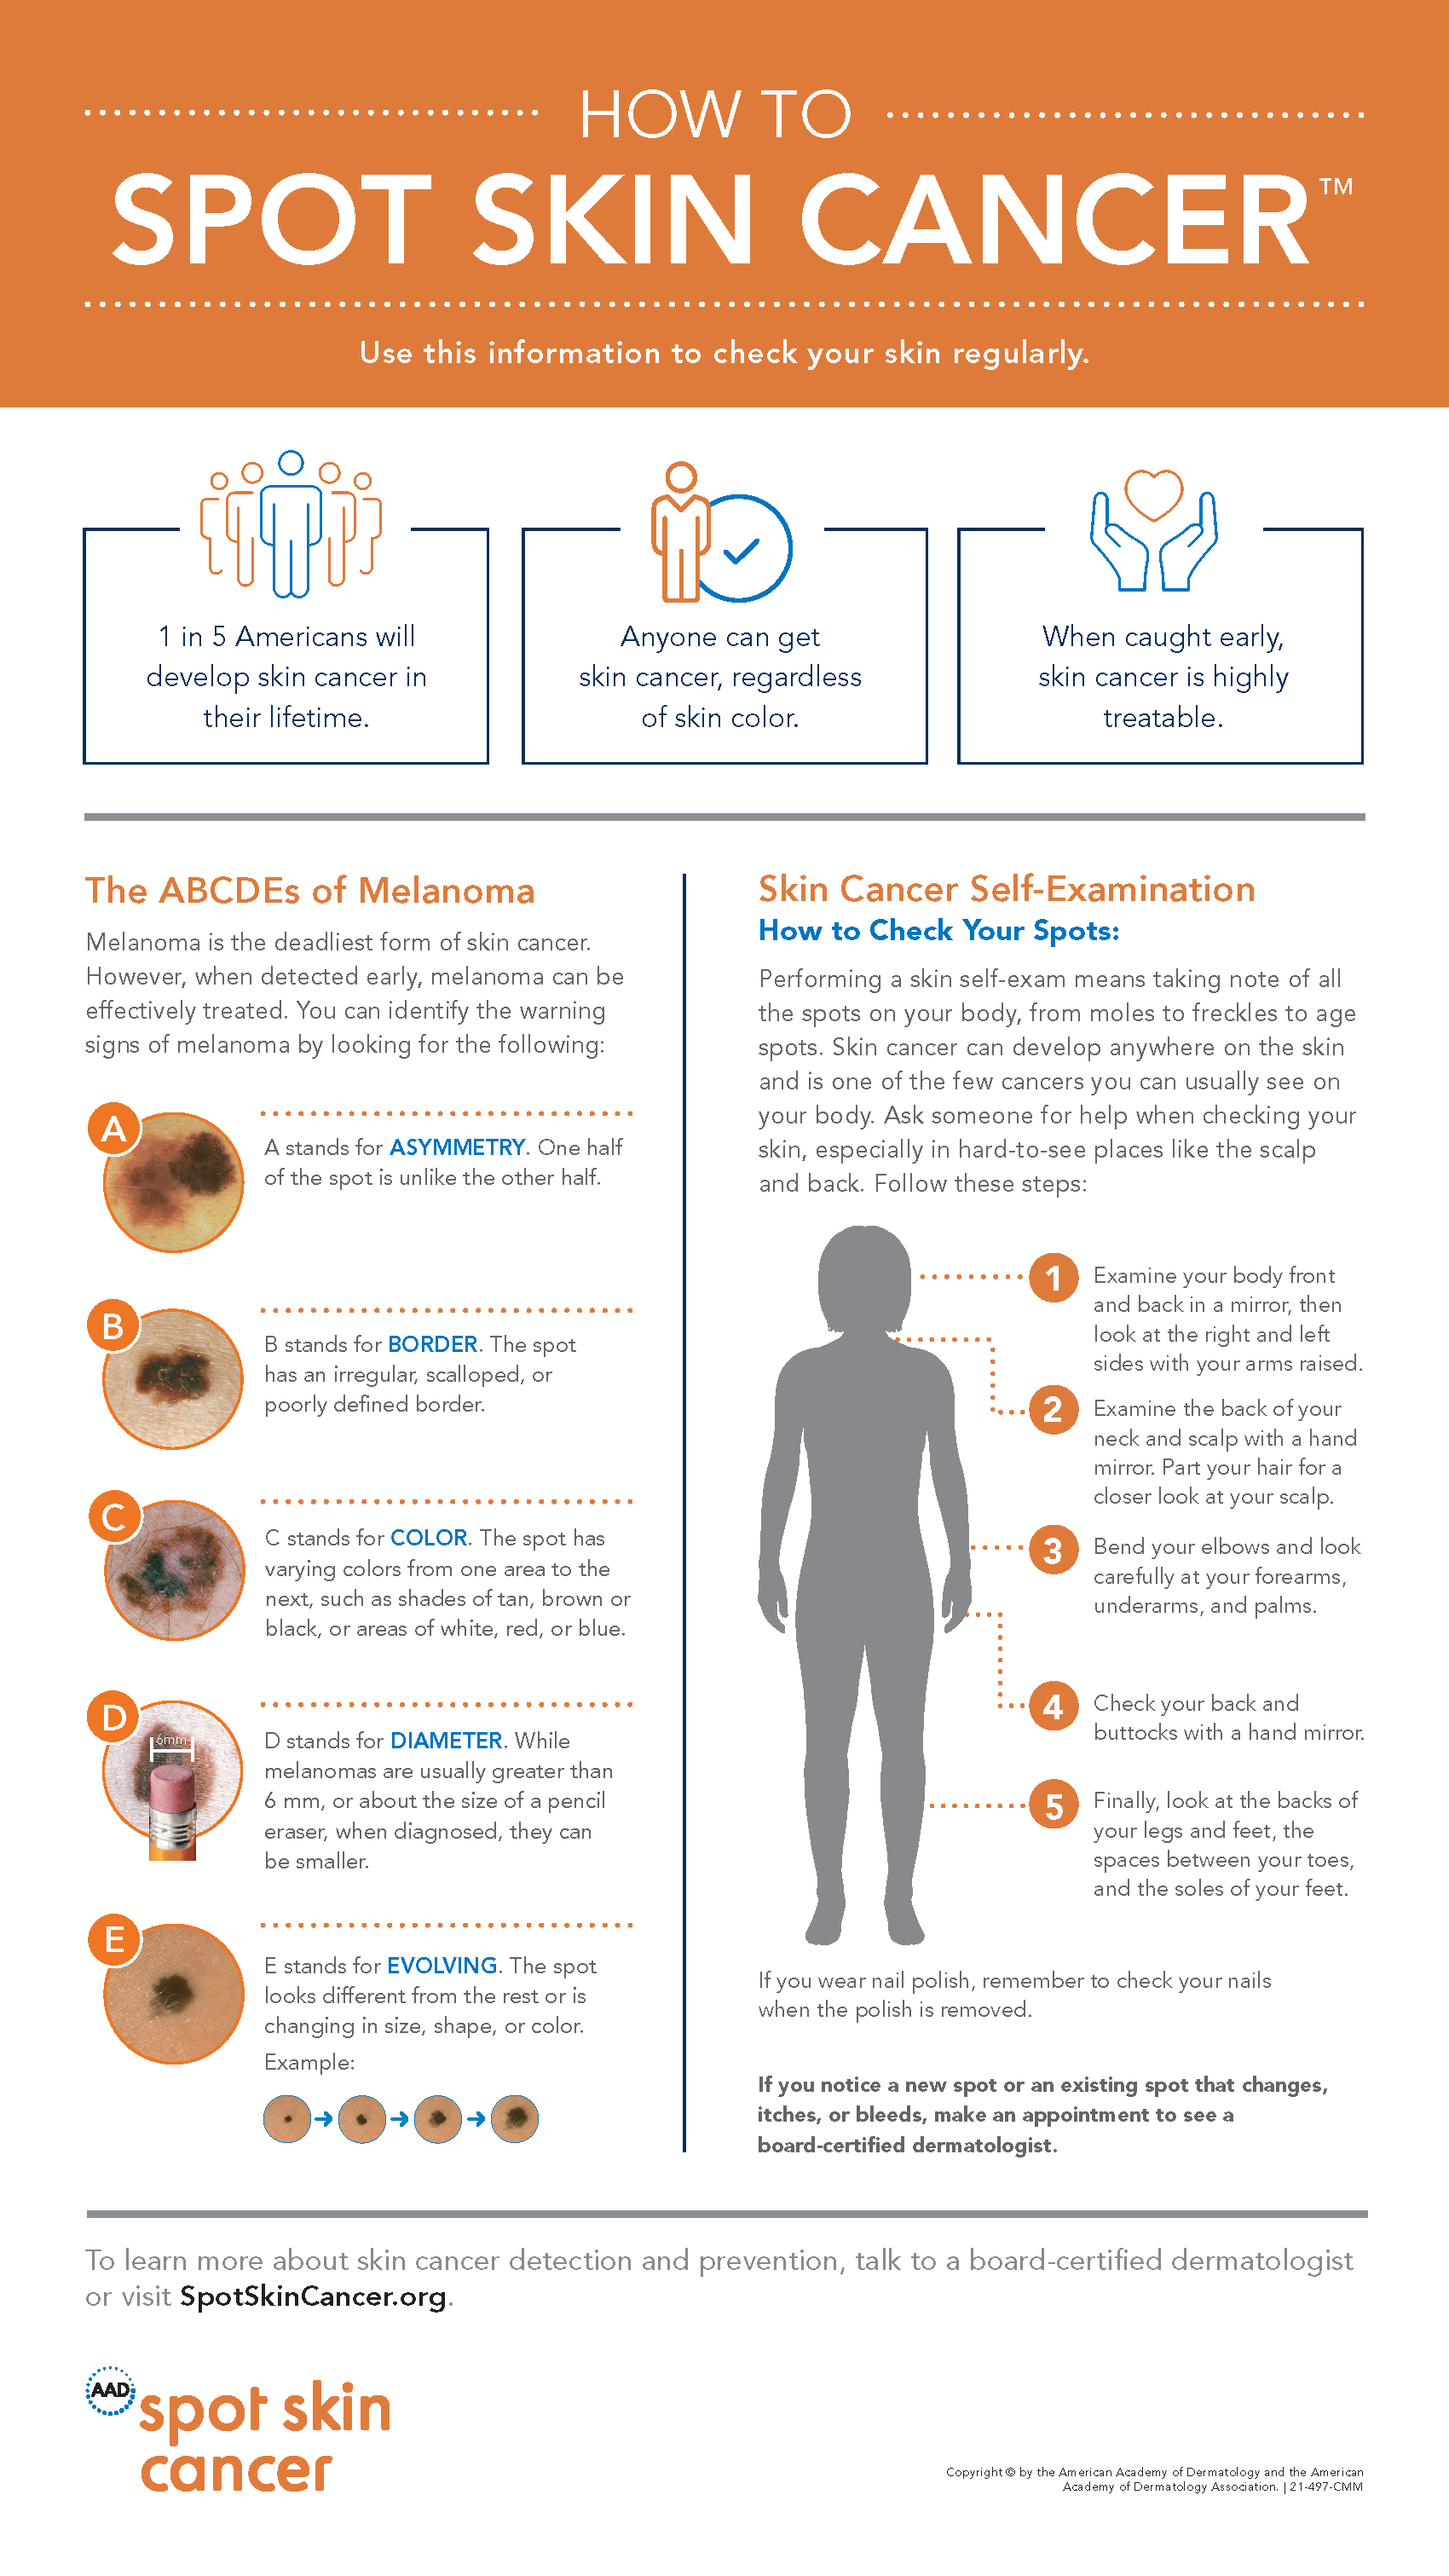 HOW TO
SPOT SKIN CANCER™
Use this information to check your skin regularly.
1 in 5 Americans will
develop skin cancer in
their lifetime.
Anyone can get
skin cancer, regardless
of skin color.
When caught early,
skin cancer is highly
treatable.
The ABCDEs of Melanoma
Melanoma is the deadliest form of skin cancer.
However, when detected early, melanoma can be
effectively treated. You can identify the warning
signs of melanoma by looking for the following:
A
A stands for ASYMMETRY. One half
of the spot is unlike the other half.
B
B stands for BORDER. The spot
has an irregular, scalloped, or
poorly defined border.
C
C stands for COLOR. The spot has
varying colors from one area to the
next, such as shades of tan, brown or
black, or areas of white, red, or blue.
D
6mm
D stands for DIAMETER. While
melanomas are usually greater than
6 mm, or about the size of a pencil
eraser, when diagnosed, they can
be smaller.
E
E stands for EVOLVING. The spot
looks different from the rest or is
changing in size, shape, or color.
Example:
Skin Cancer Self-Examination
How to Check Your Spots:
Performing a skin self-exam means taking note of all
the spots on your body, from moles to freckles to age
spots. Skin cancer can develop anywhere on the skin
and is one of the few cancers you can usually see on
your body. Ask someone for help when checking your
skin, especially in hard-to-see places like the scalp
and back. Follow these steps:
1 Examine your body front
and back in a mirror, then
look at the right and left
sides with your arms raised.
2 Examine the back of your
neck and scalp with a hand
mirror. Part your hair for a
closer look at your scalp.
3 Bend your elbows and look
carefully at your forearms,
underarms, and palms.
4 Check your back and
buttocks with a hand mirror.
5 Finally, look at the backs of
your legs and feet, the
spaces between your toes,
and the soles of your feet.
If you wear nail polish, remember to check your nails
when the polish is removed.
If you notice a new spot or an existing spot that changes,
itches, or bleeds, make an appointment to see a
board-certified dermatologist.
To learn more about skin cancer detection and prevention, talk to a board-certified dermatologist
or visit SpotSkinCancer.org.
AAD
spot skin
cancer
Copyright © by the American Academy of Dermatology and the American
Academy of Dermatology Association. | 21-497-CMM